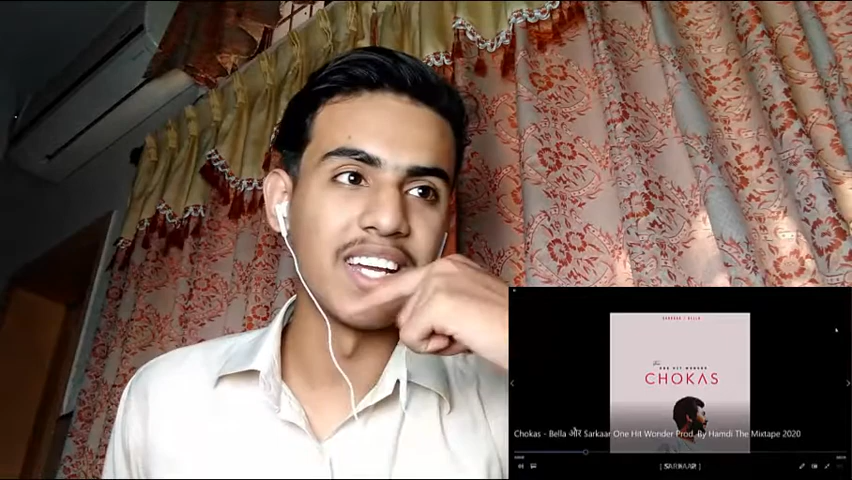 SARKAAR | BELLA
ONE HIT WONDER
CHOKAS
Chokas - Bella और Sarkaar One Hit Wonder Prod. By Hamdi The Mixtape 2020
[ SARKAAR ]